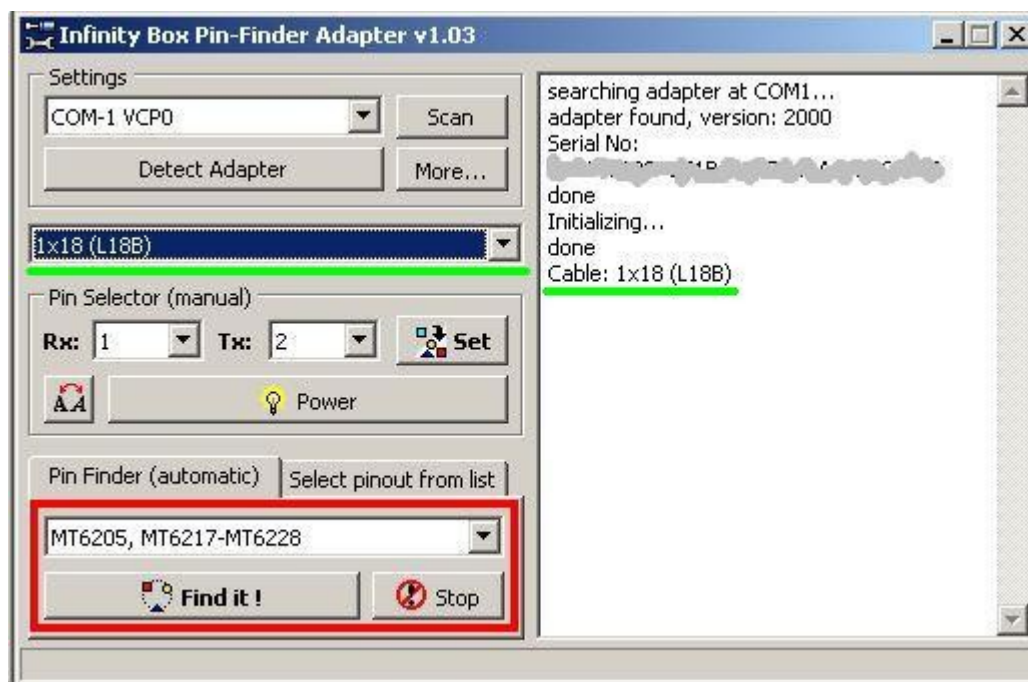 Infinity Box Pin-Finder Adapter v1.03
Settings
COM-1 VCP0
Scan
Detect Adapter
More...
1x18 (L18B)
Pin Selector (manual)
Rx: 1 Tx: 2 Set
Power
Pin Finder (automatic) Select pinout from list
MT6205, MT6217-MT6228
Find it !
Stop
searching adapter at COM1...
adapter found, version: 2000
Serial No:
done
Initializing...
done
Cable: 1x18 (L18B)